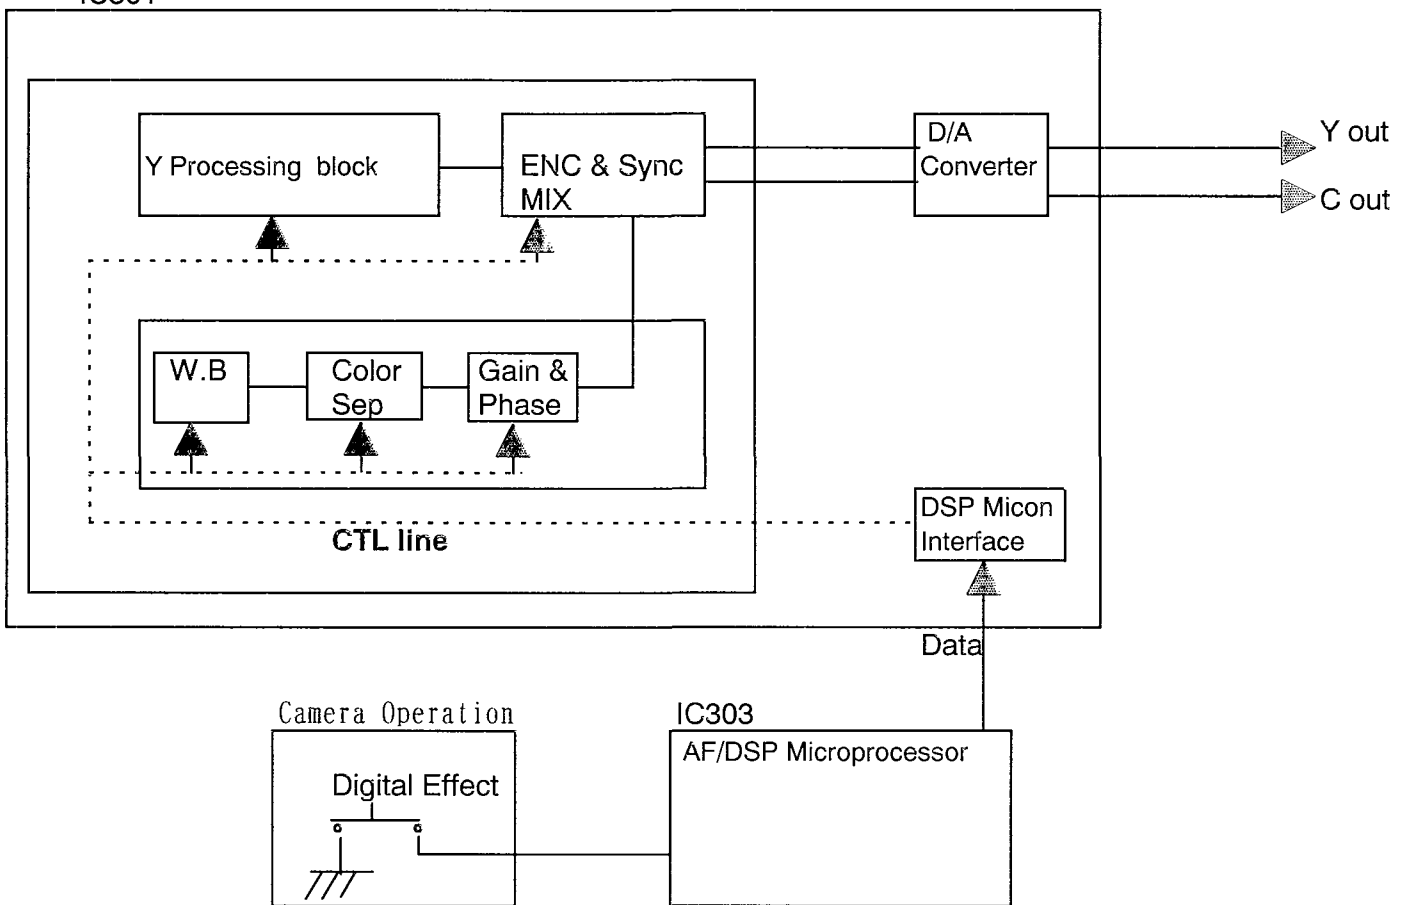 Y Processing block
ENC & Sync
MIX
D/A
Converter
Y out
C out
W.B
Color
Sep
Gain &
Phase
CTL line
DSP Micon
Interface
Data
Camera Operation
Digital Effect
IC303
AF/DSP Microprocessor